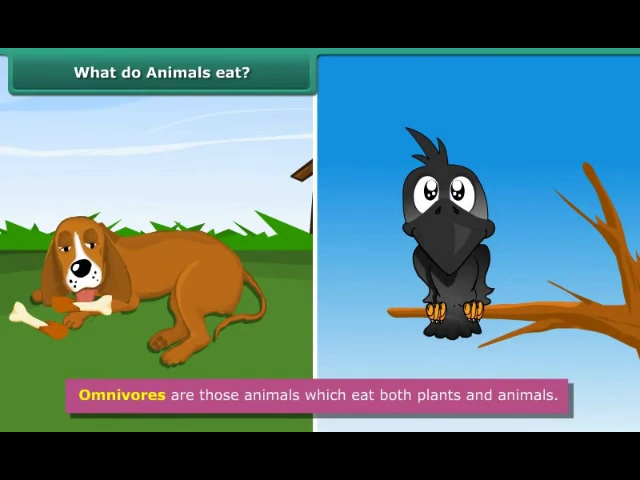 What do Animals eat?
Omnivores are those animals which eat both plants and animals.